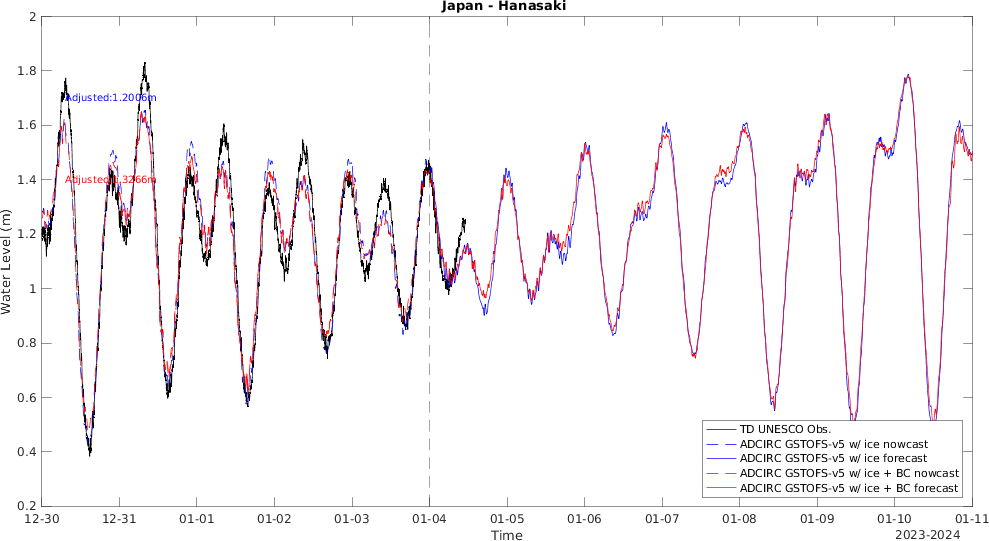 Japan - Hanasaki
2
1.8
1.6
1.4
1.2
1
0.8
0.6
0.4
0.2
Water Level (m)
Adjusted:1.2006m
TD UNESCO Obs.
ADCIRC GSTOFS-v5 w/ ice nowcast
ADCIRC GSTOFS-v5 w/ ice forecast
ADCIRC GSTOFS-v5 w/ ice + BC nowcast
ADCIRC GSTOFS-v5 w/ ice + BC forecast
12-30 12-31 01-01 01-02 01-03 01-04 01-05 01-06 01-07 01-08 01-09 01-10 01-11
Time
2023-2024